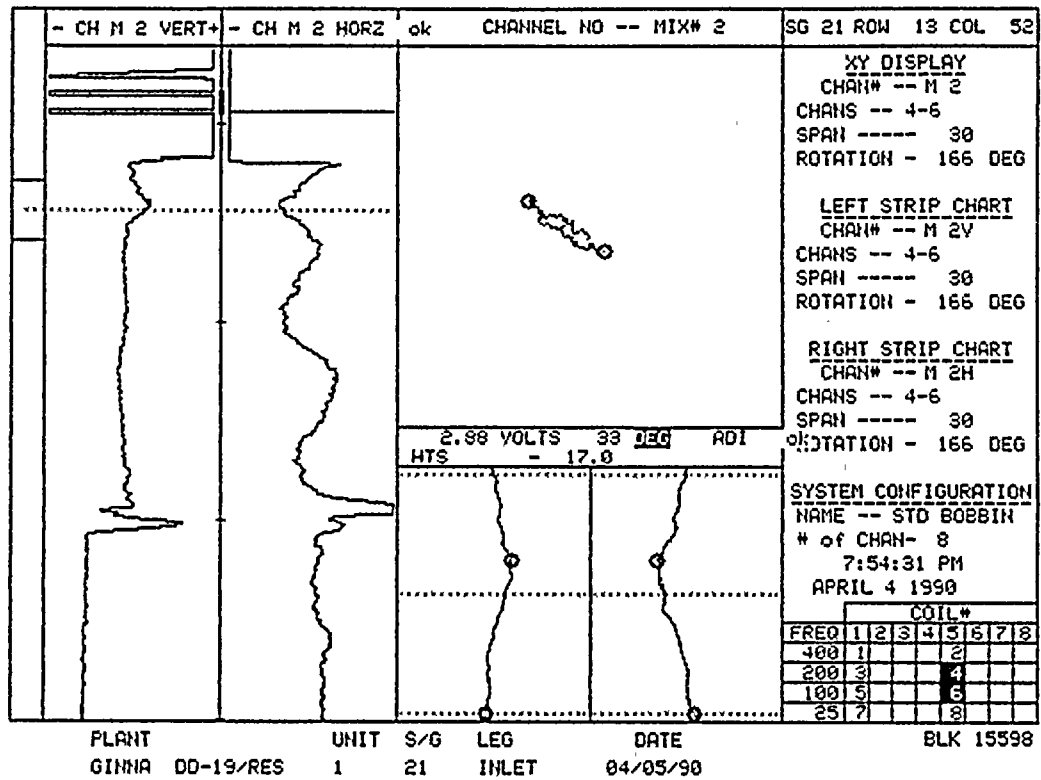 - CH M 2 VERT+
- CH M 2 HORZ
ok
CHANNEL NO -- MIX# 2
SG 21 ROW 13 COL 52
XY DISPLAY
CHAN# -- M 2
CHANS -- 4-6
SPAN ----- 30
ROTATION - 166 DEG
LEFT STRIP CHART
CHAN# -- M 2V
CHANS -- 4-6
SPAN ----- 30
ROTATION - 166 DEG
RIGHT STRIP CHART
CHAN# -- M 2H
CHANS -- 4-6
SPAN ----- 30
ROTATION - 166 DEG
2.98 VOLTS 33 DEG ADI ok
HTS - 17.0
SYSTEM CONFIGURATION
NAME -- STD BOBBIN
# of CHAN- 8
7:54:31 PM
APRIL 4 1990
COIL#
FREQ 1 2 3 4 5 6 7 8
400 1 2
200 3 4
100 5 6
25 7 8
PLANT UNIT S/G LEG DATE BLK 15598
GINNA DD-19/RES 1 21 INLET 04/05/90